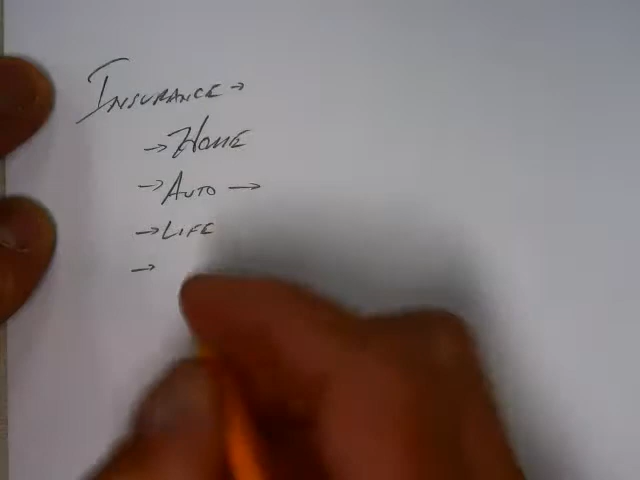 INSURANCE →
→ HOME
→ AUTO →
→ LIFE
→